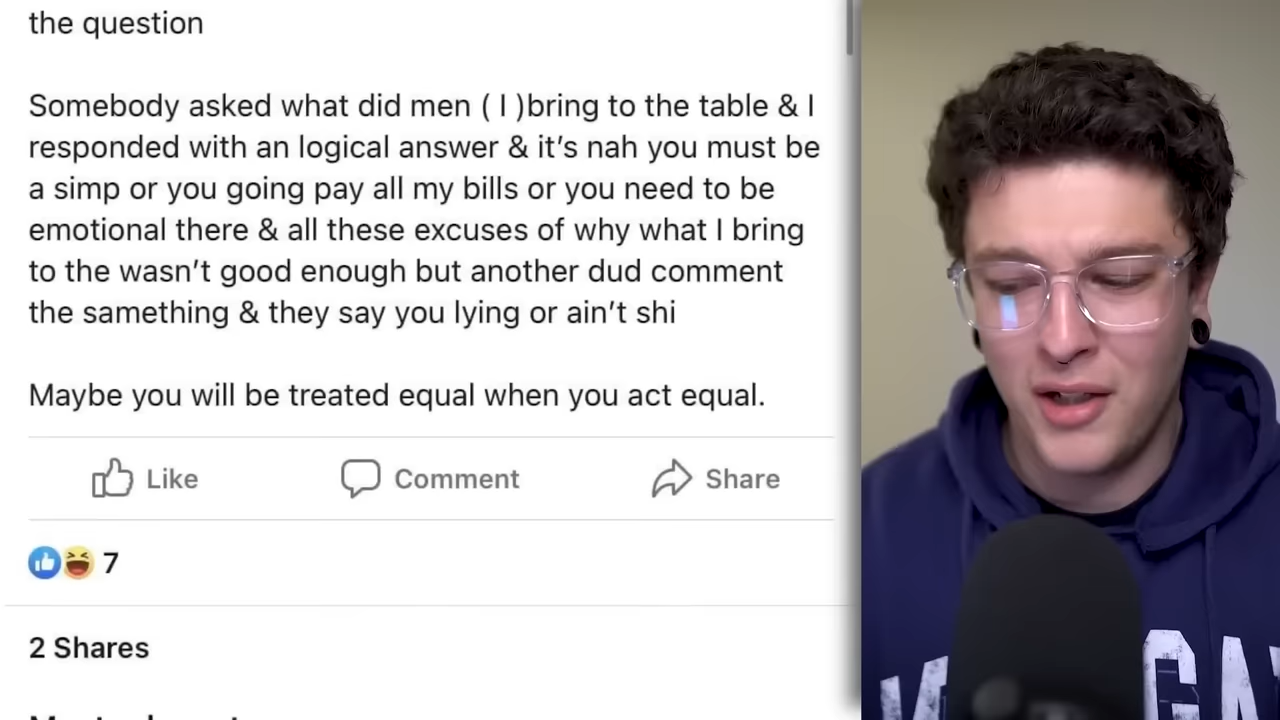 the question
Somebody asked what did men ( I )bring to the table & I
responded with an logical answer & it’s nah you must be
a simp or you going pay all my bills or you need to be
emotional there & all these excuses of why what I bring
to the wasn’t good enough but another dud comment
the samething & they say you lying or ain’t shi
Maybe you will be treated equal when you act equal.
Like Comment Share
7
2 Shares